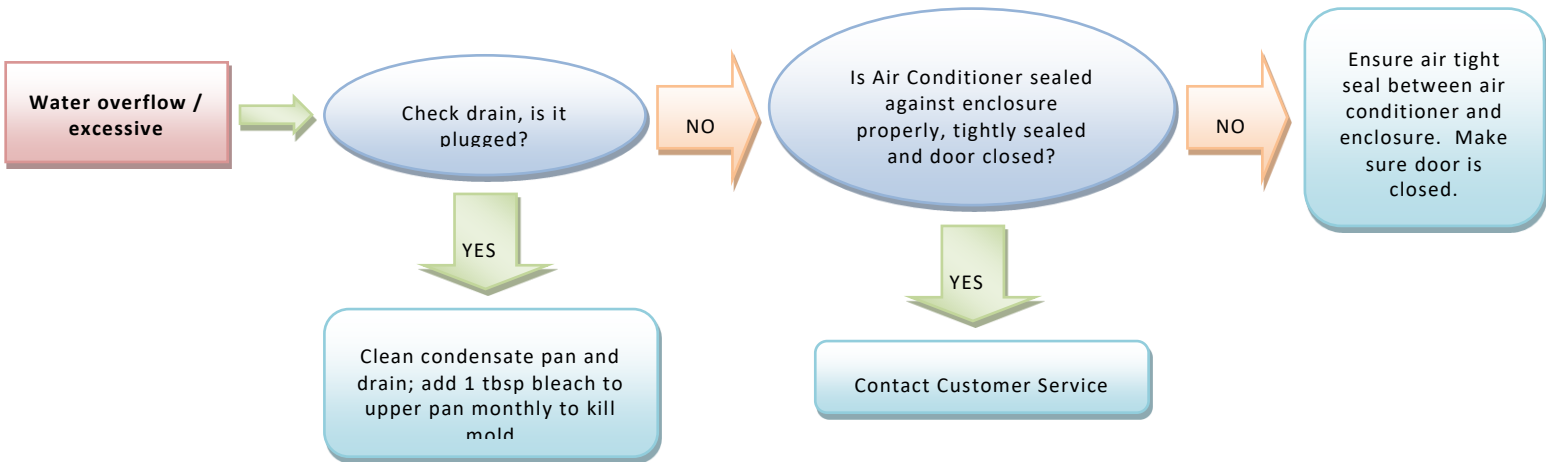 Water overflow /
excessive
Check drain, is it
plugged?
NO
Is Air Conditioner sealed
against enclosure
properly, tightly sealed
and door closed?
NO
Ensure air tight
seal between air
conditioner and
enclosure. Make
sure door is
closed.
YES
Clean condensate pan and
drain; add 1 tbsp bleach to
upper pan monthly to kill
mold
YES
Contact Customer Service